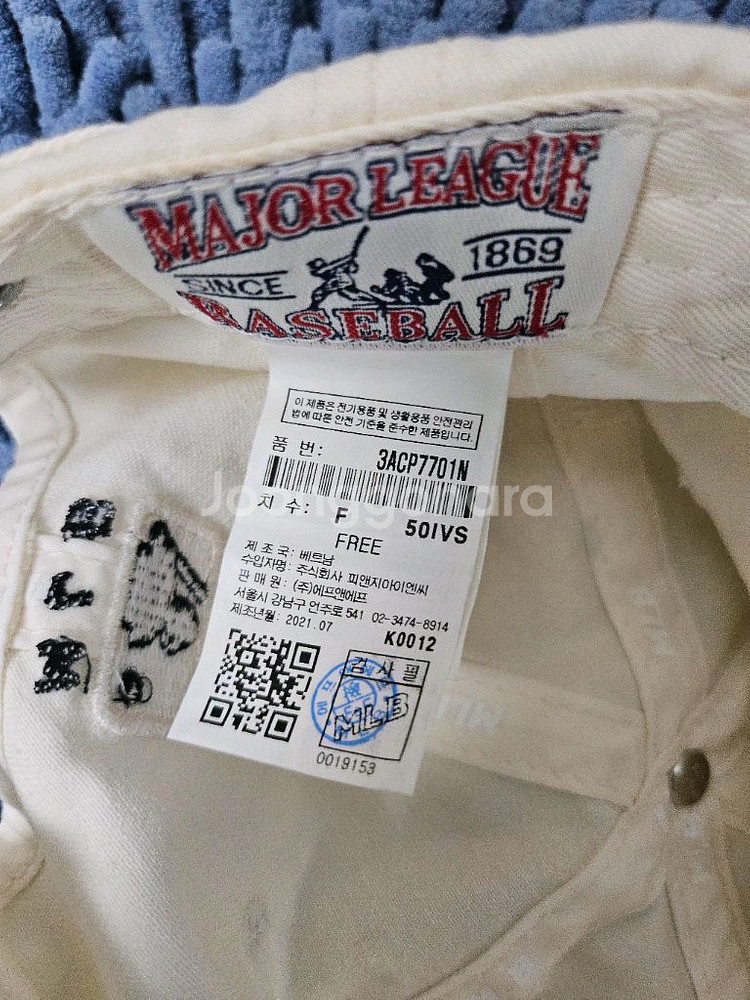 MAJOR LEAGUE
SINCE 1869
BASEBALL
이 제품은 전기용품 및 생활용품 안전관리
법에 따른 안전 기준을 준수한 제품입니다.
품 번: 3ACP7701N
Joonggonara
치 수: F 50IVS
FREE
제 조 국: 베트남
수입자명: 주식회사 피앤지아이엔씨
판 매 원: (주)에프앤에프
서울시 강남구 언주로 541 02-3474-8914
제조년월: 2021.07 K0012
검사필
MLB
0019153
MLB